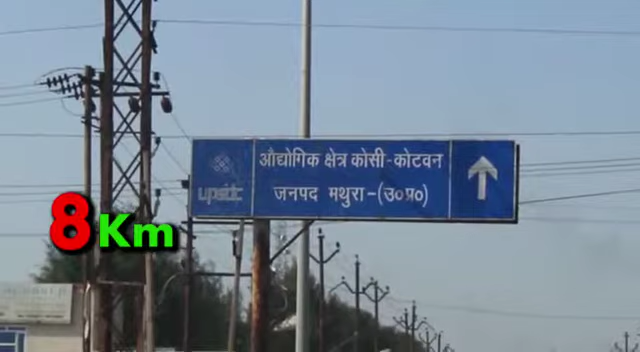 औद्योगिक क्षेत्र कोसी-कोटवन
upsidc
जनपद मथुरा-(उ०प्र०)
8 Km